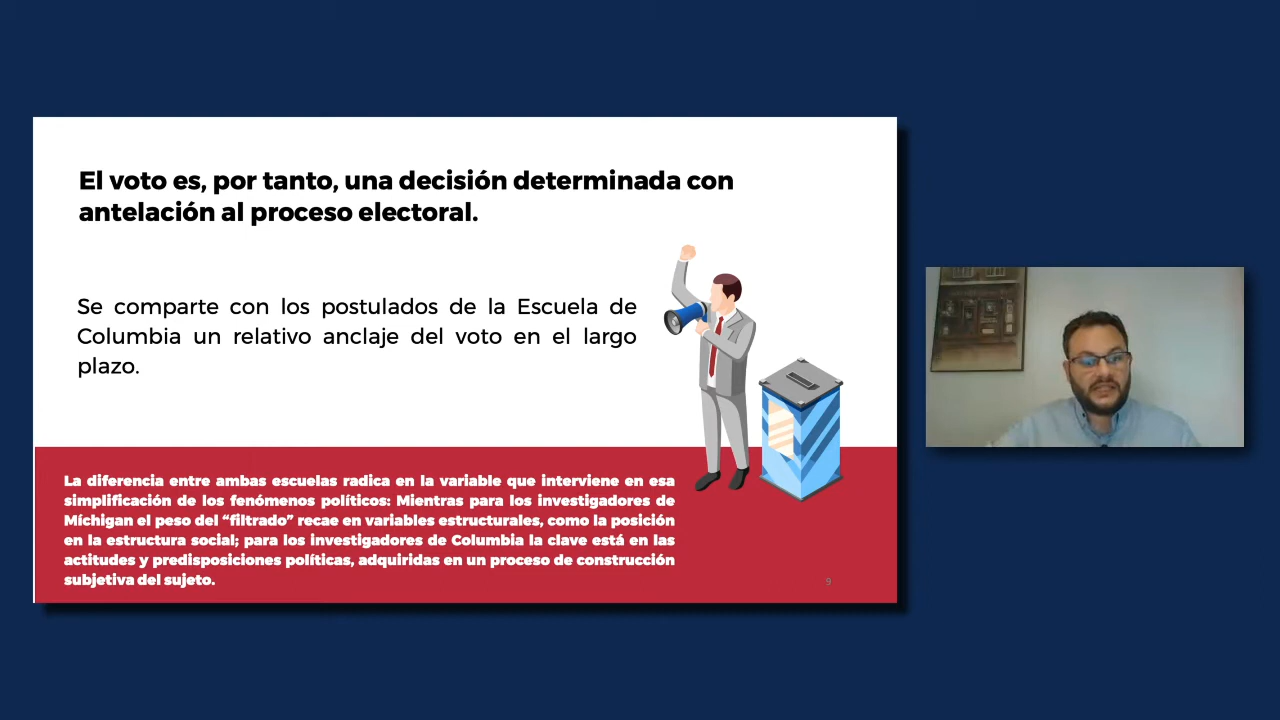 El voto es, por tanto, una decisión determinada con
antelación al proceso electoral.
Se comparte con los postulados de la Escuela de
Columbia un relativo anclaje del voto en el largo
plazo.
La diferencia entre ambas escuelas radica en la variable que interviene en esa
simplificación de los fenómenos políticos: Mientras para los investigadores de
Míchigan el peso del “filtrado” recae en variables estructurales, como la posición
en la estructura social; para los investigadores de Columbia la clave está en las
actitudes y predisposiciones políticas, adquiridas en un proceso de construcción
subjetiva del sujeto.
9